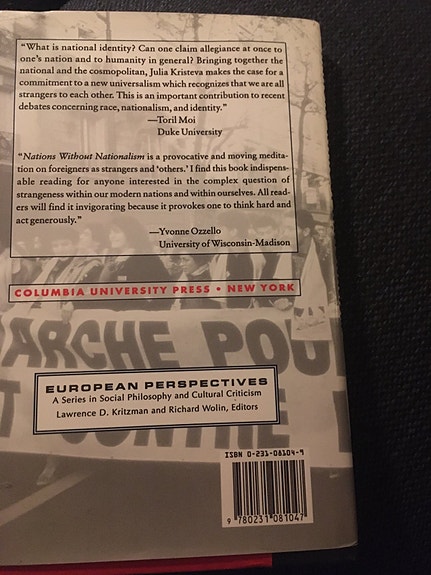 “What is national identity? Can one claim allegiance at once to
one's nation and to humanity in general? Bringing together the
national and the cosmopolitan, Julia Kristeva makes the case for a
commitment to a new universalism which recognizes that we are all
strangers to each other. This is an important contribution to recent
debates concerning race, nationalism, and identity.”
—Toril Moi
Duke University
“Nations Without Nationalism is a provocative and moving medita-
tion on foreigners as strangers and ‘others.’ I find this book indispens-
able reading for anyone interested in the complex question of
strangeness within our modern nations and within ourselves. All read-
ers will find it invigorating because it provokes one to think hard and
act generously.”
—Yvonne Ozzello
University of Wisconsin-Madison
COLUMBIA UNIVERSITY PRESS • NEW YORK
ARCHE POU
EUROPEAN PERSPECTIVES
A Series in Social Philosophy and Cultural Criticism
Lawrence D. Kritzman and Richard Wolin, Editors
T CONTRE
ISBN 0-231-08104-9
9 780231 081047